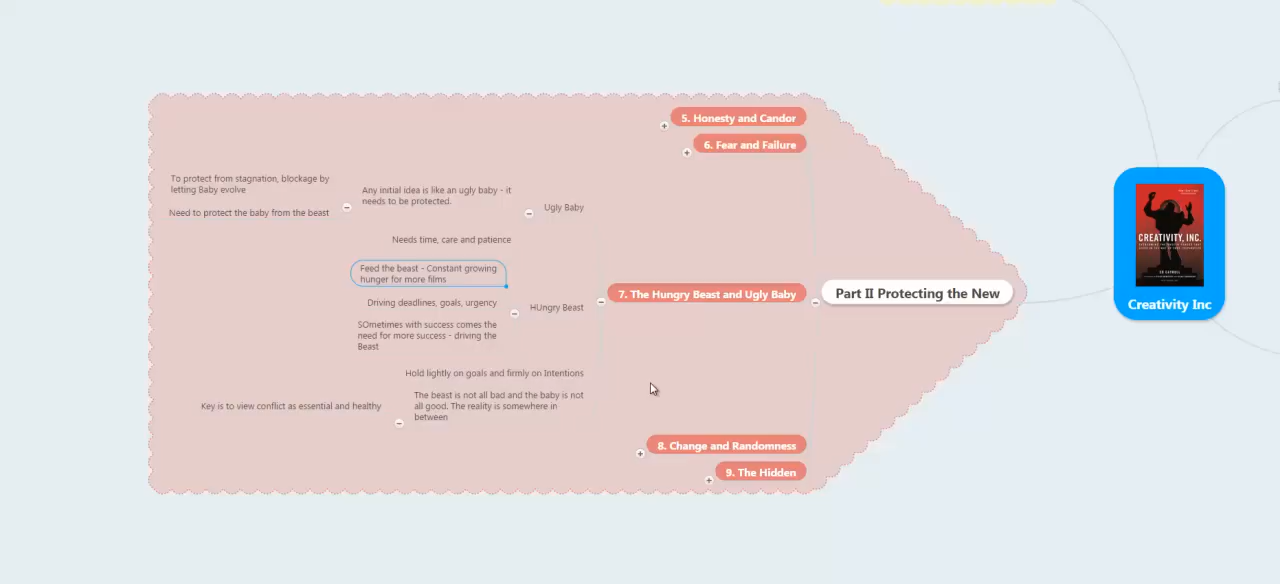 5. Honesty and Candor
6. Fear and Failure
To protect from stagnation, blockage by
letting Baby evolve
Need to protect the baby from the beast
Any initial idea is like an ugly baby - it
needs to be protected.
Ugly Baby
Needs time, care and patience
Feed the beast - Constant growing
hunger for more films
Driving deadlines, goals, urgency
SOmetimes with success comes the
need for more success - driving the
Beast
HUngry Beast
7. The Hungry Beast and Ugly Baby
Part II Protecting the New
Hold lightly on goals and firmly on Intentions
Key is to view conflict as essential and healthy
The beast is not all bad and the baby is not
all good. The reality is somewhere in
between
8. Change and Randomness
9. The Hidden
CREATIVITY, INC.
Creativity Inc